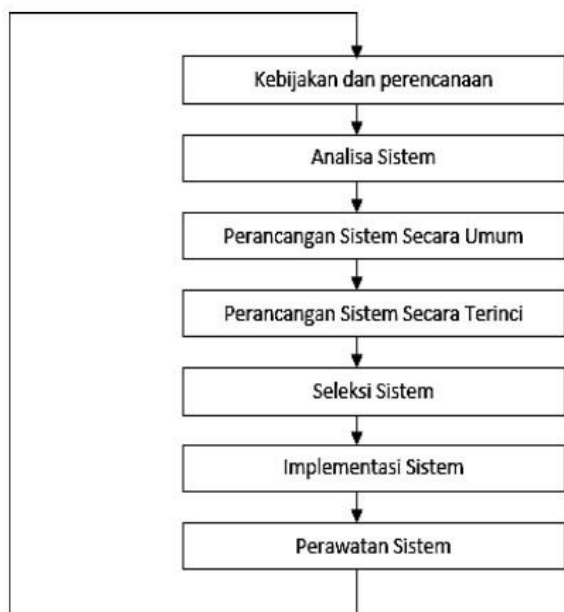 Kebijakan dan perencanaan
Analisa Sistem
Perancangan Sistem Secara Umum
Perancangan Sistem Secara Terinci
Seleksi Sistem
Implementasi Sistem
Perawatan Sistem